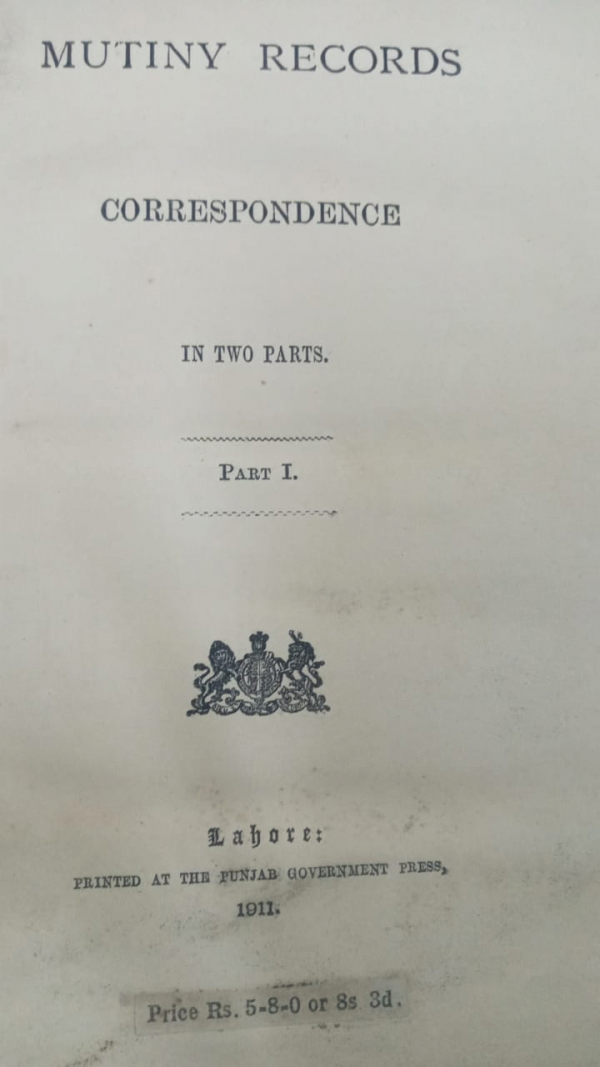 MUTINY RECORDS
CORRESPONDENCE
IN TWO PARTS.
PART I.
Lahore:
PRINTED AT THE PUNJAB GOVERNMENT PRESS,
1911.
Price Rs. 5-8-0 or 8s 3d.